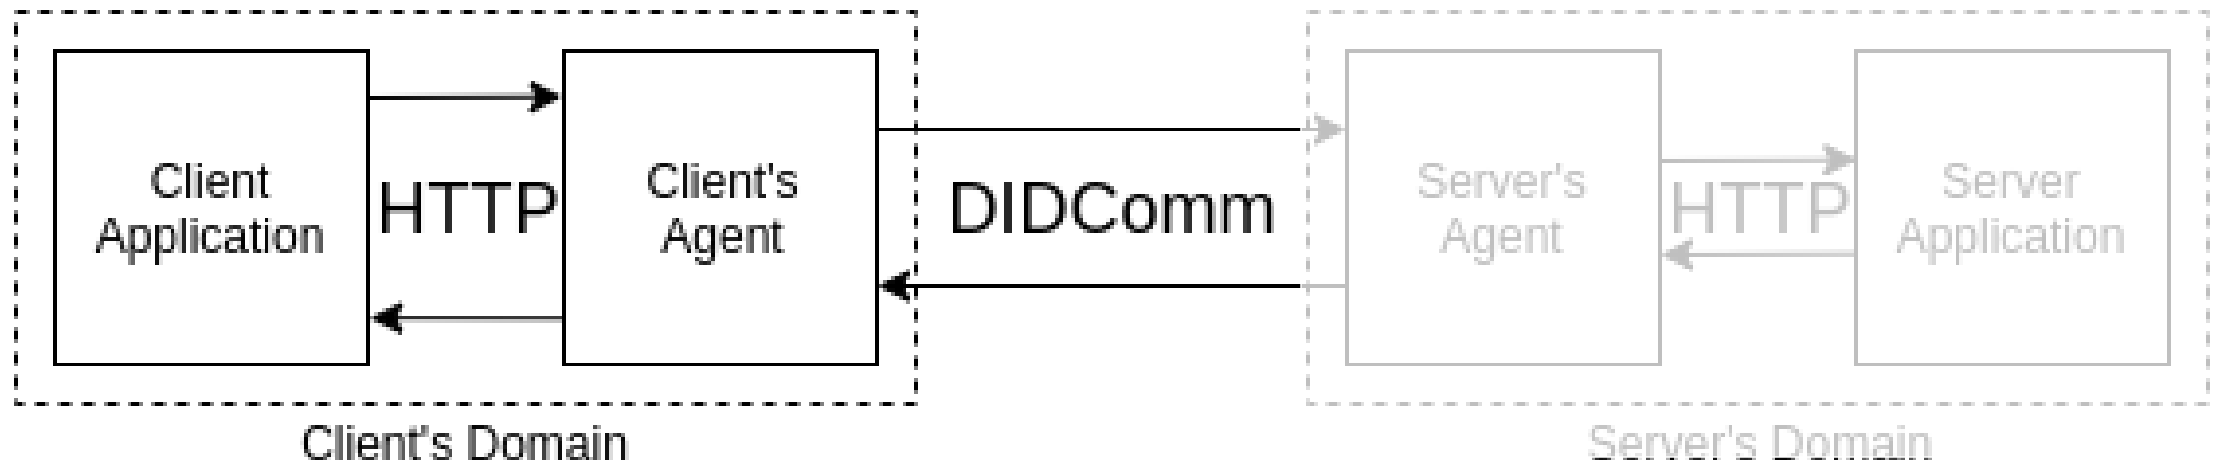 Client
Application
HTTP
Client's
Agent
DIDComm
Server's
Agent
HTTP
Server
Application
Client's Domain
Server's Domain